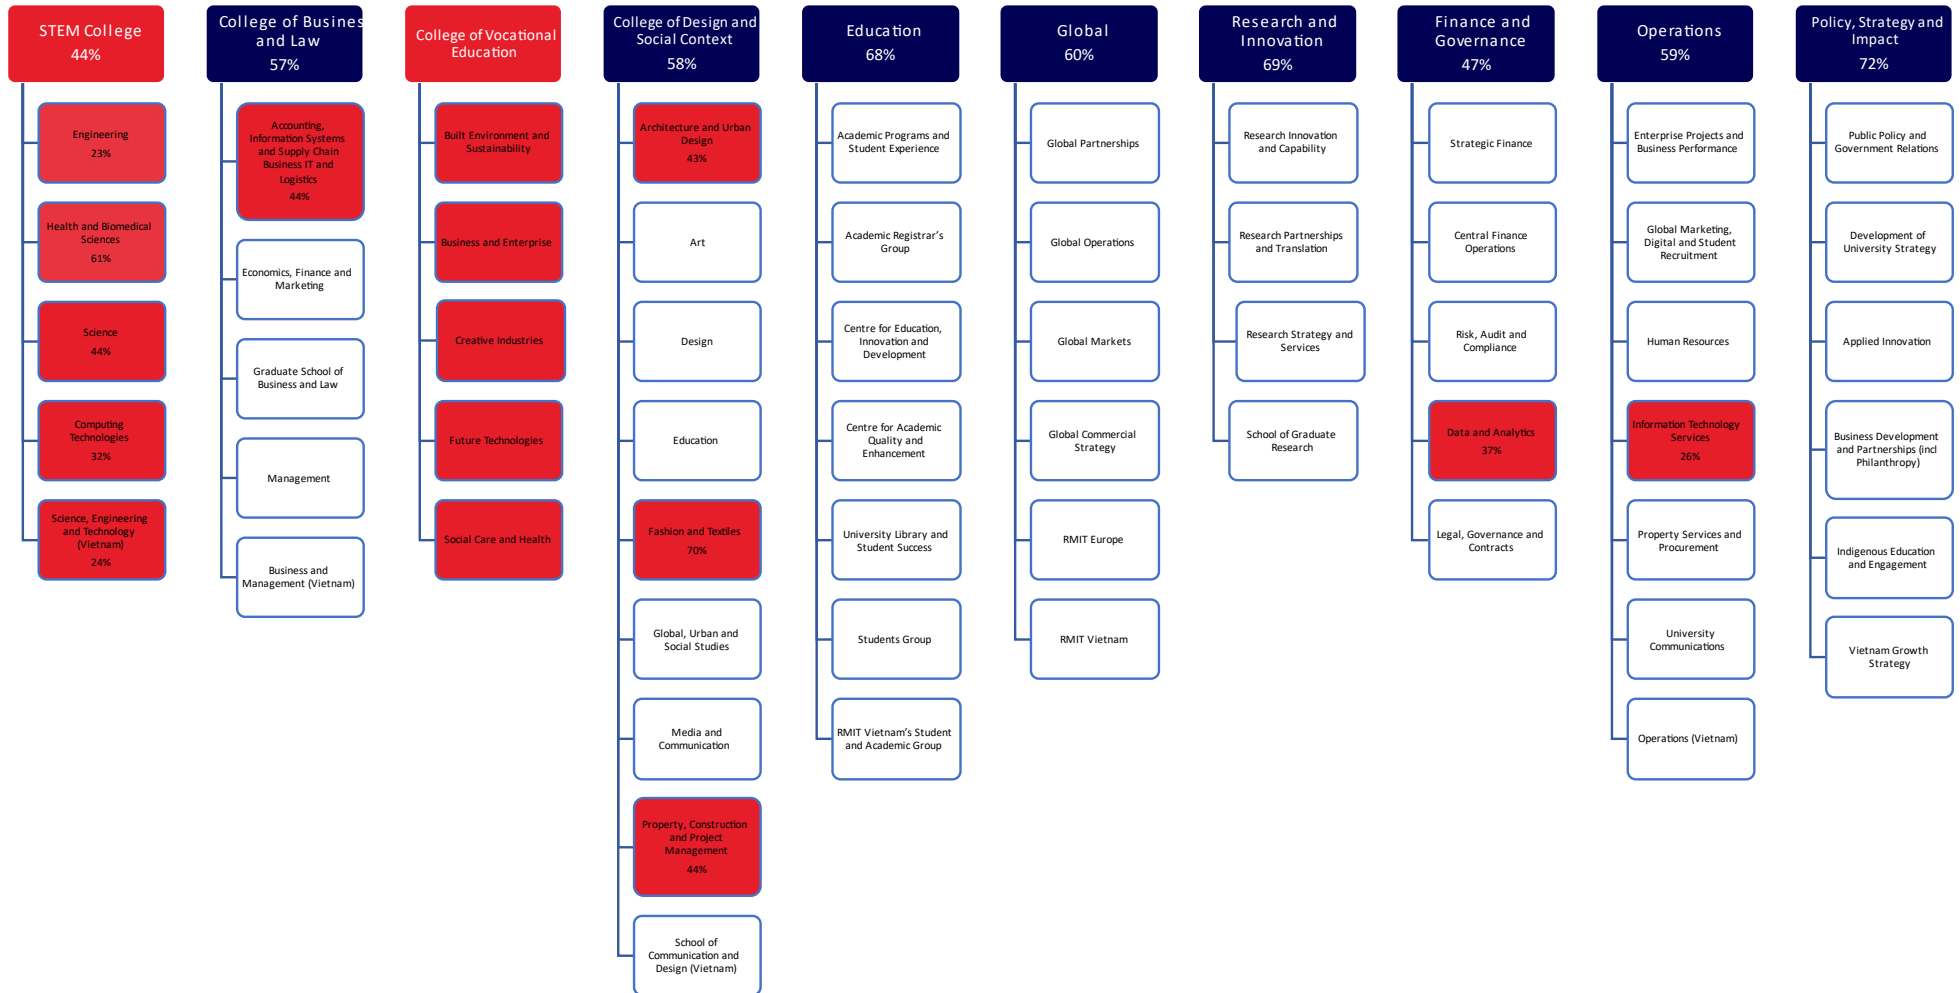 STEM College
44%
Engineering
23%
Health and Biomedical
Sciences
61%
Science
44%
Computing
Technologies
32%
Science, Engineering
and Technology
(Vietnam)
24%
College of Business
and Law
57%
Accounting,
Information Systems
and Supply Chain
Business IT and
Logistics
44%
Economics, Finance and
Marketing
Graduate School of
Business and Law
Management
Business and
Management (Vietnam)
College of Vocational
Education
Built Environment and
Sustainability
Business and Enterprise
Creative Industries
Future Technologies
Social Care and Health
College of Design and
Social Context
58%
Architecture and Urban
Design
43%
Art
Design
Education
Fashion and Textiles
70%
Global, Urban and
Social Studies
Media and
Communication
Property, Construction
and Project
Management
44%
School of
Communication and
Design (Vietnam)
Education
68%
Academic Programs and
Student Experience
Academic Registrar's
Group
Centre for Education,
Innovation and
Development
Centre for Academic
Quality and
Enhancement
University Library and
Student Success
Students Group
RMIT Vietnam's Student
and Academic Group
Global
60%
Global Partnerships
Global Operations
Global Markets
Global Commercial
Strategy
RMIT Europe
RMIT Vietnam
Research and
Innovation
69%
Research Innovation
and Capability
Research Partnerships
and Translation
Research Strategy and
Services
School of Graduate
Research
Finance and
Governance
47%
Strategic Finance
Central Finance
Operations
Risk, Audit and
Compliance
Data and Analytics
37%
Legal, Governance and
Contracts
Operations
59%
Enterprise Projects and
Business Performance
Global Marketing,
Digital and Student
Recruitment
Human Resources
Information Technology
Services
26%
Property Services and
Procurement
University
Communications
Operations (Vietnam)
Policy, Strategy and
Impact
72%
Public Policy and
Government Relations
Development of
University Strategy
Applied Innovation
Business Development
and Partnerships (incl
Philanthropy)
Indigenous Education
and Engagement
Vietnam Growth
Strategy